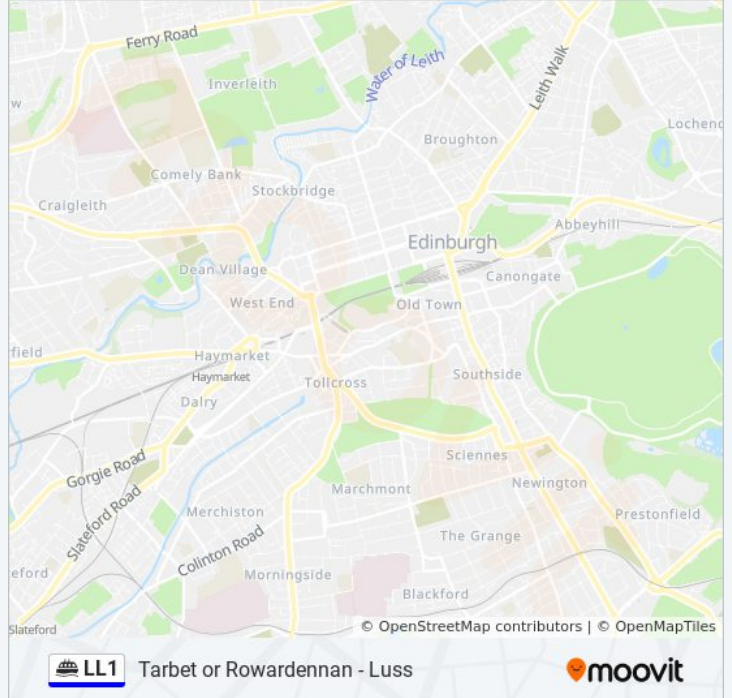 Ferry Road
Water of Leith
Leith Walk
Inverleith
w
Broughton
Lochend
Comely Bank
Stockbridge
Craigleith
Abbeyhill
Edinburgh
Dean Village
Canongate
West End
Old Town
field
Haymarket
Haymarket
Tollcross
Southside
Dalry
Gorgie Road
Sciennes
Slateford Road
Marchmont
Newington
Merchiston
Prestonfield
Colinton Road
The Grange
eford
Morningside
Blackford
Slateford
© OpenStreetMap contributors | © OpenMapTiles
LL1 Tarbet or Rowardennan - Luss moovit